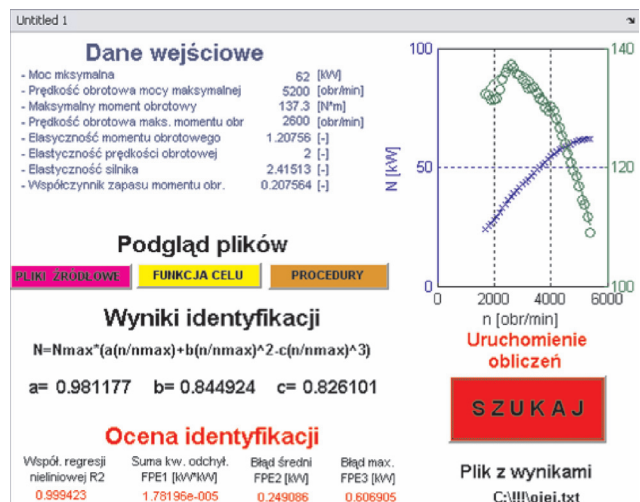 Untitled 1
Dane wejściowe
- Moc mksymalna 62 [kW]
- Prędkość obrotowa mocy maksymalnej 5200 [obr/min]
- Maksymalny moment obrotowy 137.3 [N*m]
- Prędkość obrotowa maks. momentu obr 2600 [obr/min]
- Elasyczność momentu obrotowego 1.20756 [-]
- Elastyczność prędkości obrotowej 2 [-]
- Elastyczność silnika 2.41513 [-]
- Współczynnik zapasu momentu obr. 0.207564 [-]
Podgląd plików
PLIKI ŹRÓDŁOWE FUNKCJA CELU PROCEDURY
Wyniki identyfikacji
N=Nmax*(a(n/nmax)+b(n/nmax)^2-c(n/nmax)^3)
a= 0.981177 b= 0.844924 c= 0.826101
Ocena identyfikacji
Współ. regresji nieliniowej R2
0.999423
Suma kw. odchył. FPE1 [kW*kW]
1.78196e-005
Błąd średni FPE2 [kW]
0.249086
Błąd max. FPE3 [kW]
0.606905
100
50
0
N [kW]
140
120
100
0 2000 4000 6000
n [obr/min]
Uruchomienie
obliczeń
SZUKAJ
Plik z wynikami
C:\!!!\ojej.txt